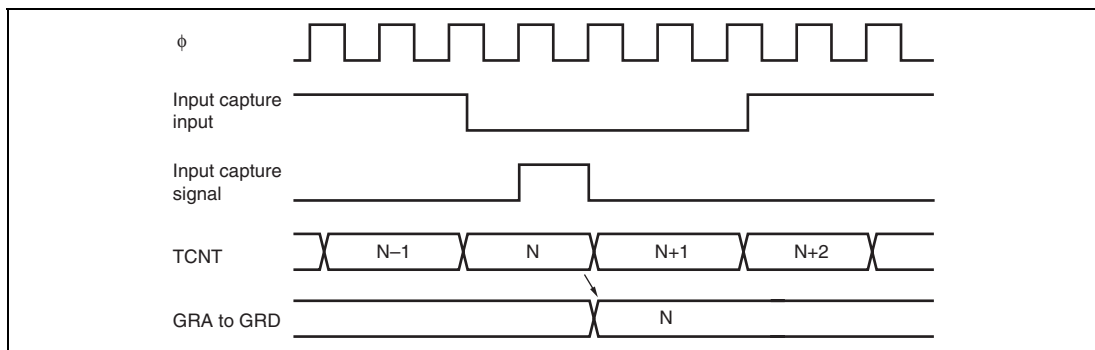 φ
Input capture
input
Input capture
signal
TCNT
N–1
N
N+1
N+2
GRA to GRD
N